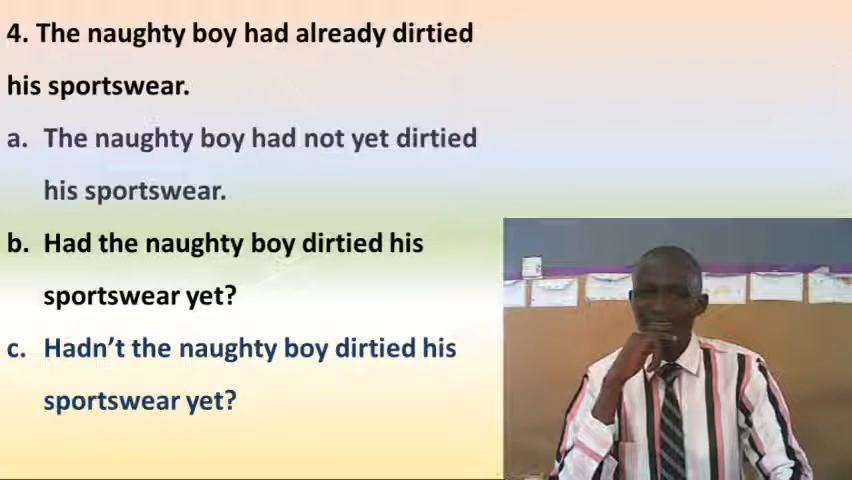 4. The naughty boy had already dirtied
his sportswear.
a. The naughty boy had not yet dirtied
his sportswear.
b. Had the naughty boy dirtied his
sportswear yet?
c. Hadn’t the naughty boy dirtied his
sportswear yet?